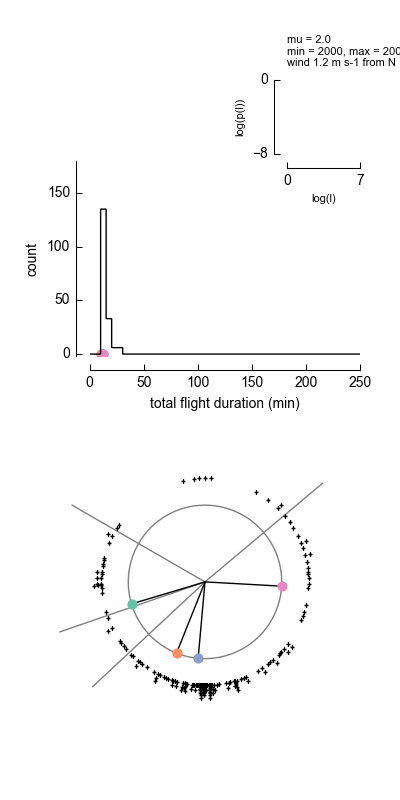 mu = 2.0
min = 2000, max = 200
wind 1.2 m s-1 from N
0
log(p(l))
−8
0 7
log(l)
150
100
count
50
0
0 50 100 150 200 250
total flight duration (min)